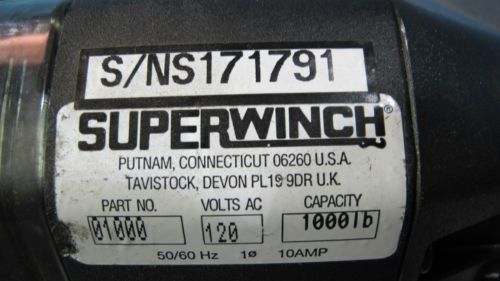 S/NS171791
SUPERWINCH®
PUTNAM, CONNECTICUT 06260 U.S.A.
TAVISTOCK, DEVON PL19 9DR U.K.
PART NO. VOLTS AC CAPACITY
01000 120 1000lb
50/60 Hz 1ø 10AMP